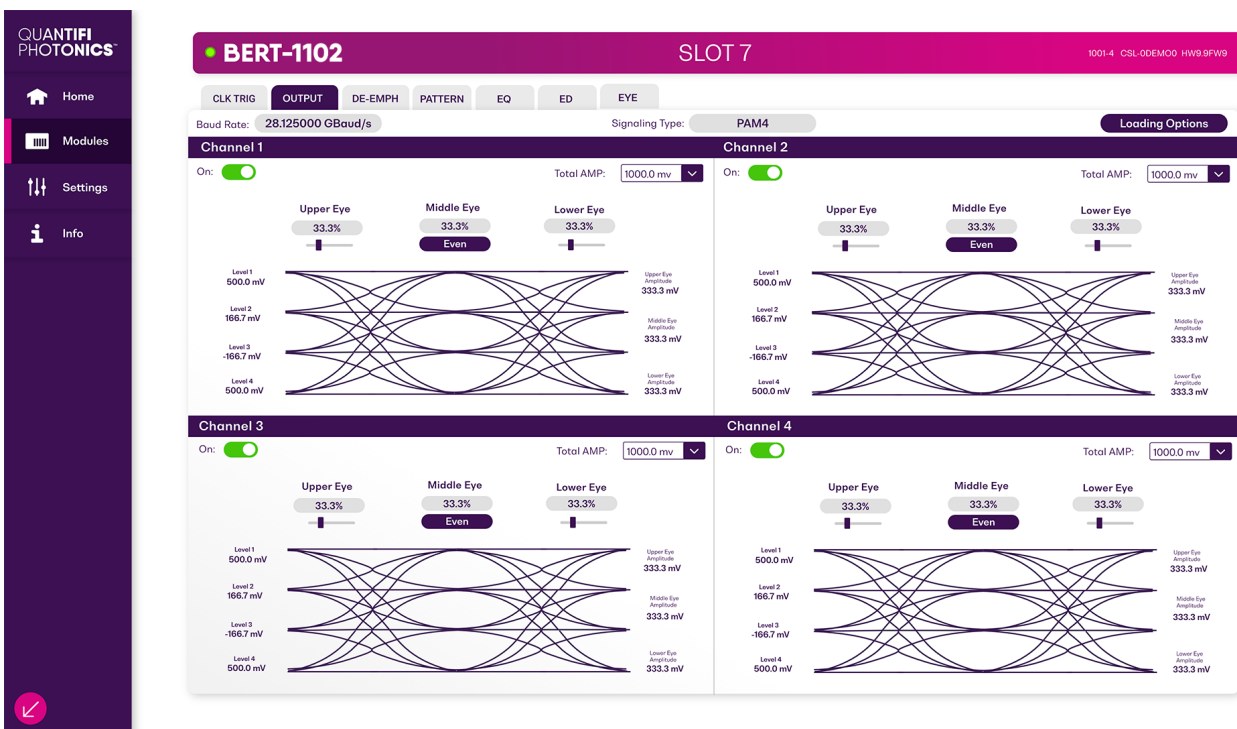 QUANTIFI
PHOTONICS™
Home
Modules
Settings
Info
BERT-1102 SLOT 7 1001-4 CSL-0DEMO0 HW9.9FW9
CLK TRIG OUTPUT DE-EMPH PATTERN EQ ED EYE
Baud Rate: 28.125000 GBaud/s Signaling Type: PAM4 Loading Options
Channel 1
On: Total AMP: 1000.0 mv
Upper Eye Middle Eye Lower Eye
33.3% 33.3% 33.3%
Even
Level 1
500.0 mV
Level 2
166.7 mV
Level 3
-166.7 mV
Level 4
500.0 mV
Upper Eye
Amplitude
333.3 mV
Middle Eye
Amplitude
333.3 mV
Lower Eye
Amplitude
333.3 mV
Channel 2
On: Total AMP: 1000.0 mv
Upper Eye Middle Eye Lower Eye
33.3% 33.3% 33.3%
Even
Level 1
500.0 mV
Level 2
166.7 mV
Level 3
-166.7 mV
Level 4
500.0 mV
Upper Eye
Amplitude
333.3 mV
Middle Eye
Amplitude
333.3 mV
Lower Eye
Amplitude
333.3 mV
Channel 3
On: Total AMP: 1000.0 mv
Upper Eye Middle Eye Lower Eye
33.3% 33.3% 33.3%
Even
Level 1
500.0 mV
Level 2
166.7 mV
Level 3
-166.7 mV
Level 4
500.0 mV
Upper Eye
Amplitude
333.3 mV
Middle Eye
Amplitude
333.3 mV
Lower Eye
Amplitude
333.3 mV
Channel 4
On: Total AMP: 1000.0 mv
Upper Eye Middle Eye Lower Eye
33.3% 33.3% 33.3%
Even
Level 1
500.0 mV
Level 2
166.7 mV
Level 3
-166.7 mV
Level 4
500.0 mV
Upper Eye
Amplitude
333.3 mV
Middle Eye
Amplitude
333.3 mV
Lower Eye
Amplitude
333.3 mV